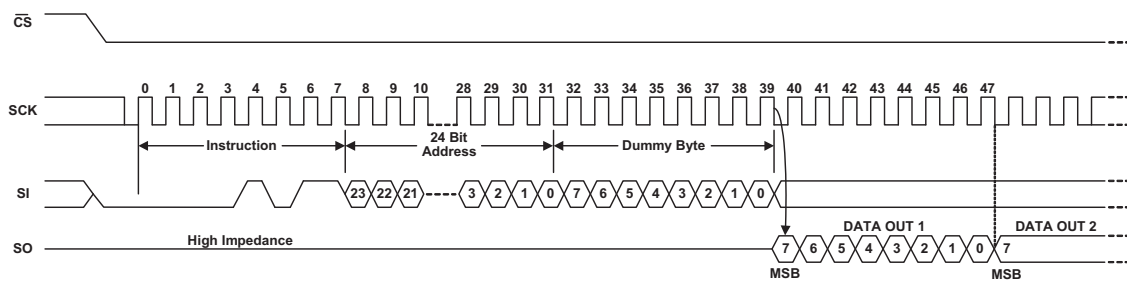 CS
SCK
0 1 2 3 4 5 6 7 8 9 10 28 29 30 31 32 33 34 35 36 37 38 39 40 41 42 43 44 45 46 47
Instruction
24 Bit
Address
Dummy Byte
SI
23 22 21 3 2 1 0 7 6 5 4 3 2 1 0
SO
High Impedance
DATA OUT 1
DATA OUT 2
7 6 5 4 3 2 1 0 7
MSB
MSB